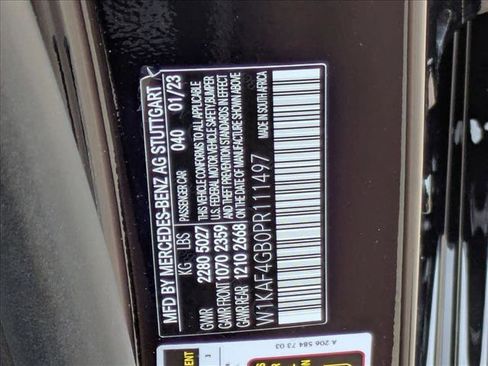 MFD BY MERCEDES-BENZ AG STUTTGART
KG LBS PASSENGER CAR 040 01/23
GVWR 2280 5027 THIS VEHICLE CONFORMS TO ALL APPLICABLE
U.S. FEDERAL MOTOR VEHICLE SAFETY, BUMPER
GAWR FRONT 1070 2359 AND THEFT PREVENTION STANDARDS IN EFFECT
GAWR REAR 1210 2668 ON THE DATE OF MANUFACTURE SHOWN ABOVE
W1KAF4GB0PR111497 MADE IN SOUTH AFRICA
A 206 584 73 03